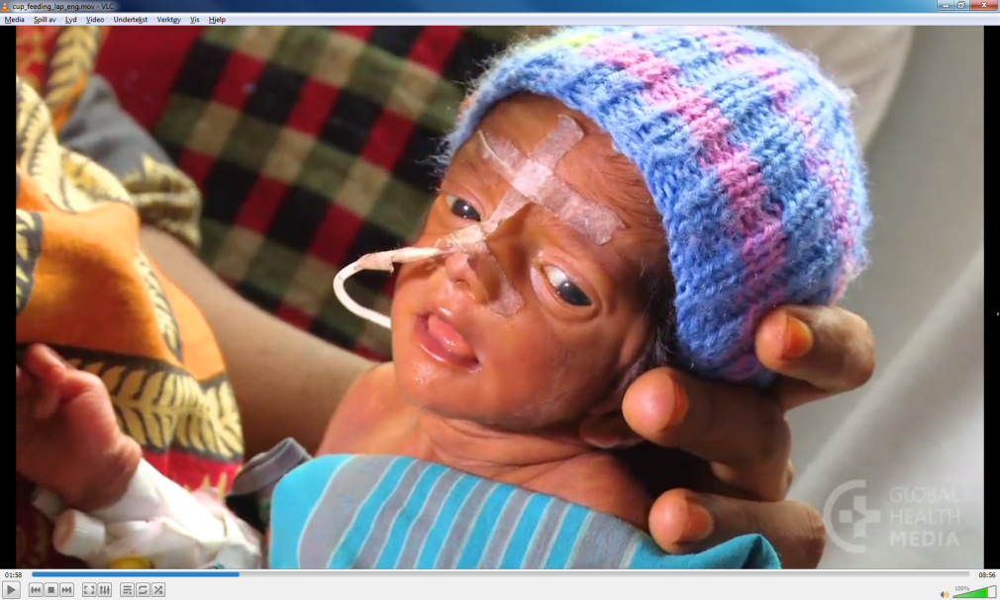 cup_feeding_lap_eng.mov - VLC
Media Spill av Lyd Video Undertekst Verktøy Vis Hjelp
GLOBAL
HEALTH
MEDIA
01:58
08:56
100%